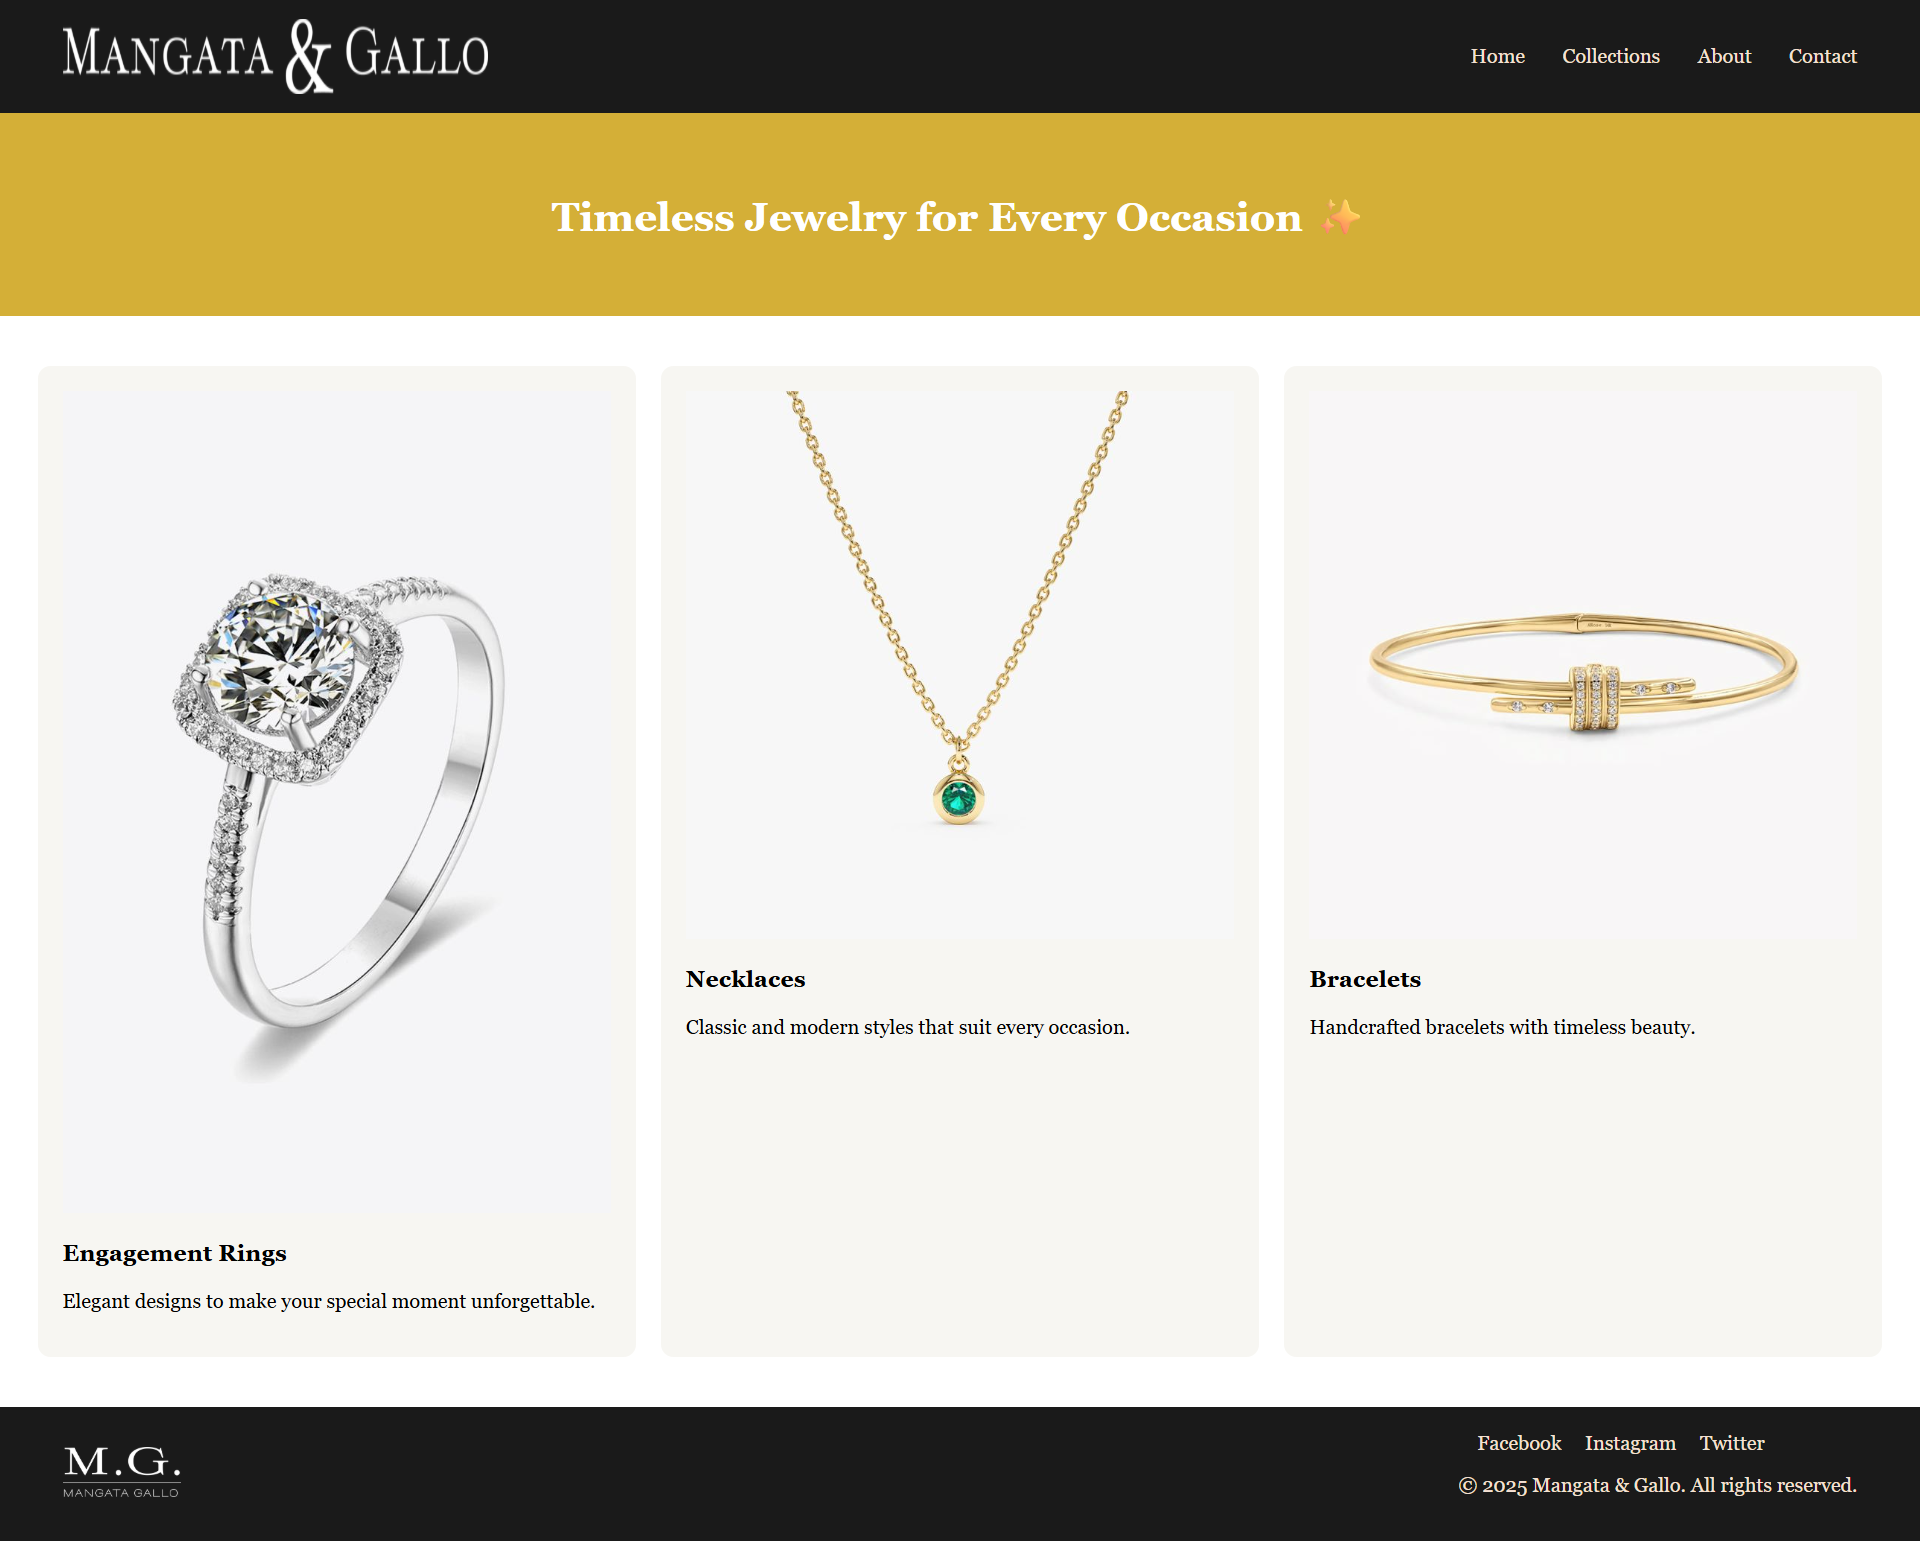 MANGATA & GALLO
Home Collections About Contact
Timeless Jewelry for Every Occasion ✨
Engagement Rings
Elegant designs to make your special moment unforgettable.
Necklaces
Classic and modern styles that suit every occasion.
Bracelets
Handcrafted bracelets with timeless beauty.
M.G.
MANGATA GALLO
Facebook Instagram Twitter
© 2025 Mangata & Gallo. All rights reserved.